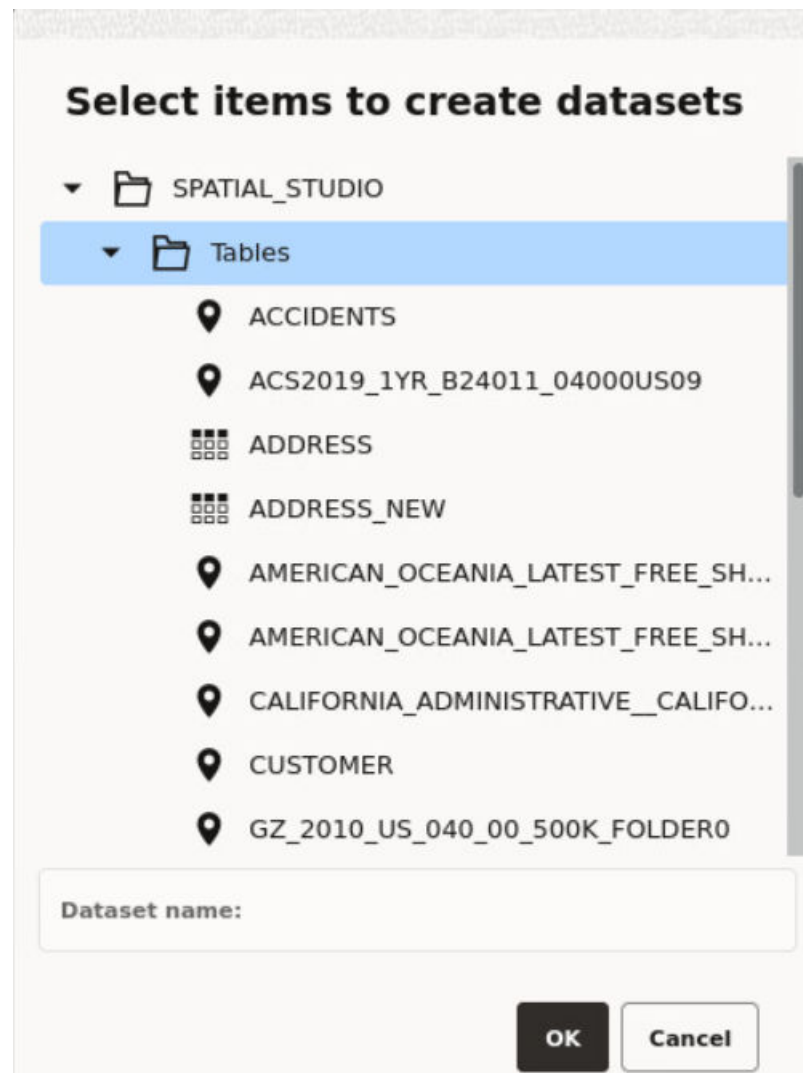 Select items to create datasets
SPATIAL_STUDIO
Tables
ACCIDENTS
ACS2019_1YR_B24011_04000US09
ADDRESS
ADDRESS_NEW
AMERICAN_OCEANIA_LATEST_FREE_SH...
AMERICAN_OCEANIA_LATEST_FREE_SH...
CALIFORNIA_ADMINISTRATIVE__CALIFO...
CUSTOMER
GZ_2010_US_040_00_500K_FOLDER0
Dataset name:
OK Cancel